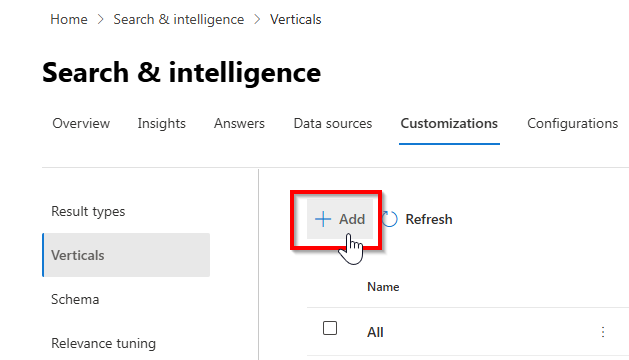 Home > Search & intelligence > Verticals
Search & intelligence
Overview Insights Answers Data sources Customizations Configurations
Result types
Verticals
Schema
Relevance tuning
+ Add Refresh
Name
All